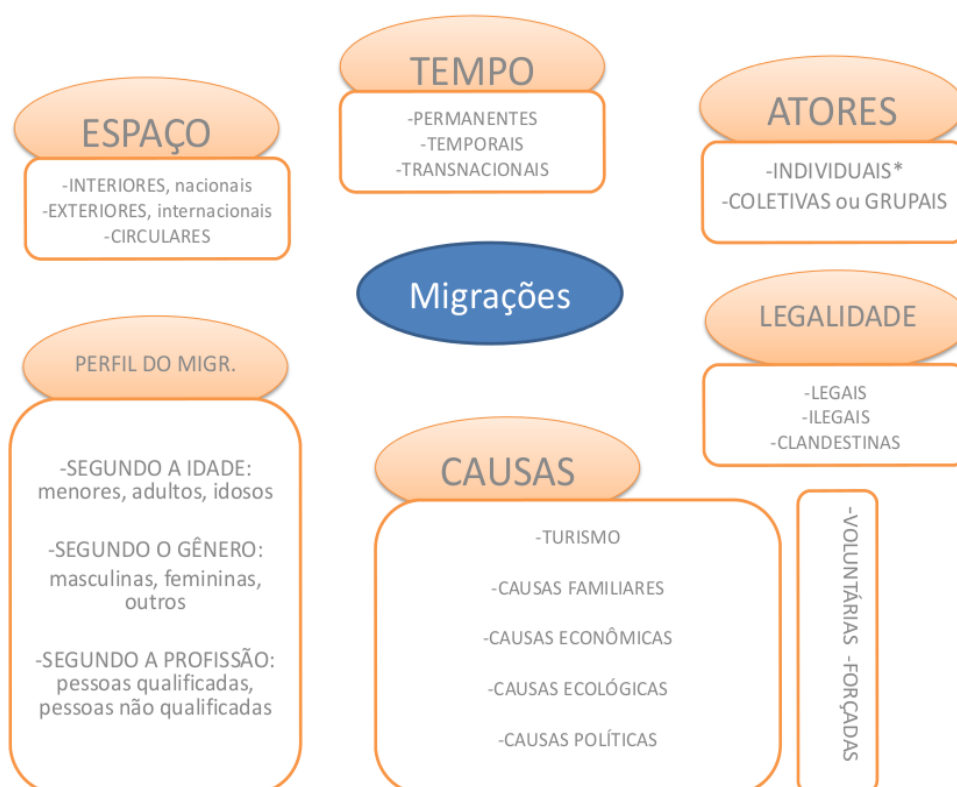 TEMPO
-PERMANENTES
-TEMPORAIS
-TRANSNACIONAIS
ESPAÇO
-INTERIORES, nacionais
-EXTERIORES, internacionais
-CIRCULARES
ATORES
-INDIVIDUAIS*
-COLETIVAS ou GRUPAIS
Migrações
LEGALIDADE
-LEGAIS
-ILEGAIS
-CLANDESTINAS
PERFIL DO MIGR.
-SEGUNDO A IDADE:
menores, adultos, idosos
-SEGUNDO O GÊNERO:
masculinas, femininas,
outros
-SEGUNDO A PROFISSÃO:
pessoas qualificadas,
pessoas não qualificadas
CAUSAS
-TURISMO
-CAUSAS FAMILIARES
-CAUSAS ECONÔMICAS
-CAUSAS ECOLÓGICAS
-CAUSAS POLÍTICAS
-VOLUNTÁRIAS -FORÇADAS